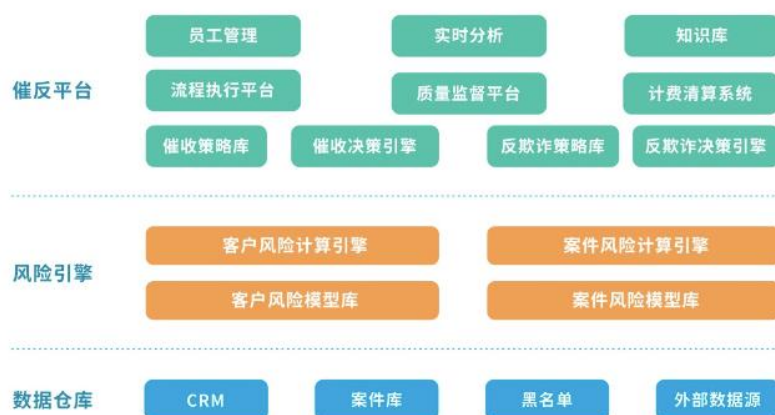 员工管理 实时分析 知识库
催反平台 流程执行平台 质量监督平台 计费清算系统
催收策略库 催收决策引擎 反欺诈策略库 反欺诈决策引擎
客户风险计算引擎 案件风险计算引擎
风险引擎
客户风险模型库 案件风险模型库
数据仓库 CRM 案件库 黑名单 外部数据源